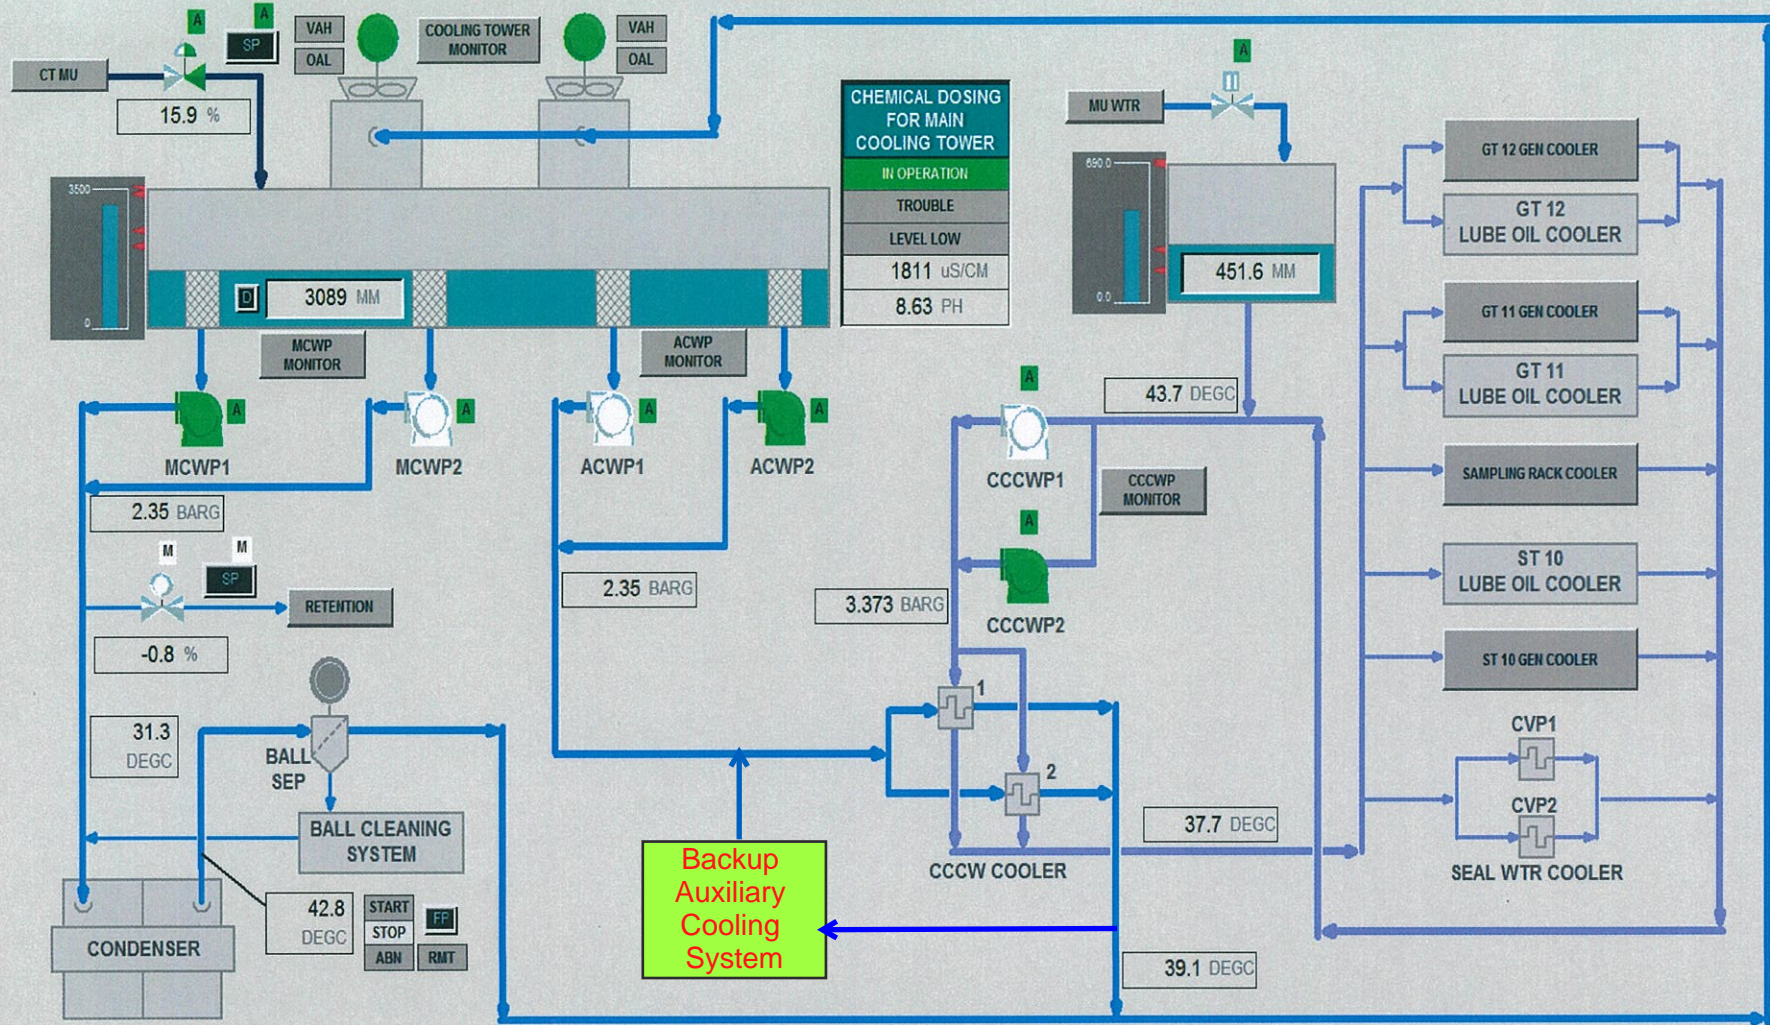 A
A
SP
VAH
OAL
COOLING TOWER
MONITOR
VAH
OAL
CT MU
15.9 %
CHEMICAL DOSING
FOR MAIN
COOLING TOWER
IN OPERATION
TROUBLE
LEVEL LOW
1811 uS/CM
8.63 PH
A
MU WTR
690.0
0.0
451.6 MM
3500
0
D
3089 MM
MCWP
MONITOR
ACWP
MONITOR
A
MCWP1
A
MCWP2
A
ACWP1
A
ACWP2
2.35 BARG
2.35 BARG
43.7 DEGC
A
CCCWP1
CCCWP
MONITOR
A
CCCWP2
3.373 BARG
M
M
SP
RETENTION
-0.8 %
31.3
DEGC
BALL
SEP
BALL CLEANING
SYSTEM
CONDENSER
42.8
DEGC
START
STOP
ABN
FP
RMT
Backup
Auxiliary
Cooling
System
1
2
CCCW COOLER
37.7 DEGC
39.1 DEGC
GT 12 GEN COOLER
GT 12
LUBE OIL COOLER
GT 11 GEN COOLER
GT 11
LUBE OIL COOLER
SAMPLING RACK COOLER
ST 10
LUBE OIL COOLER
ST 10 GEN COOLER
CVP1
CVP2
SEAL WTR COOLER